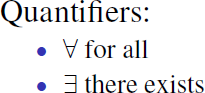 Quantifiers:
• ∀ for all
• ∃ there exists